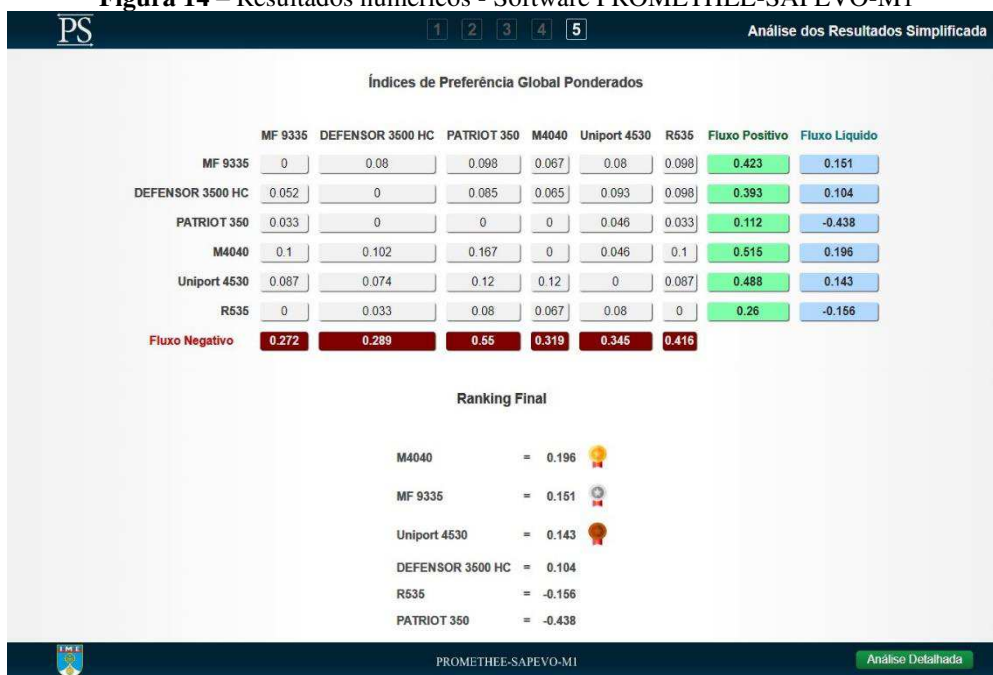 Figura 14 – Resultados numéricos - Software PROMETHEE-SAPEVO-M1
PS 1 2 3 4 5 Análise dos Resultados Simplificada
Índices de Preferência Global Ponderados
MF 9335 DEFENSOR 3500 HC PATRIOT 350 M4040 Uniport 4530 R535 Fluxo Positivo Fluxo Liquido
MF 9335 0 0.08 0.098 0.067 0.08 0.098 0.423 0.151
DEFENSOR 3500 HC 0.052 0 0.085 0.065 0.093 0.098 0.393 0.104
PATRIOT 350 0.033 0 0 0 0.046 0.033 0.112 -0.438
M4040 0.1 0.102 0.167 0 0.046 0.1 0.515 0.196
Uniport 4530 0.087 0.074 0.12 0.12 0 0.087 0.488 0.143
R535 0 0.033 0.08 0.067 0.08 0 0.26 -0.156
Fluxo Negativo 0.272 0.289 0.55 0.319 0.345 0.416
Ranking Final
M4040 = 0.196
MF 9335 = 0.151
Uniport 4530 = 0.143
DEFENSOR 3500 HC = 0.104
R535 = -0.156
PATRIOT 350 = -0.438
IME PROMETHEE-SAPEVO-M1 Análise Detalhada